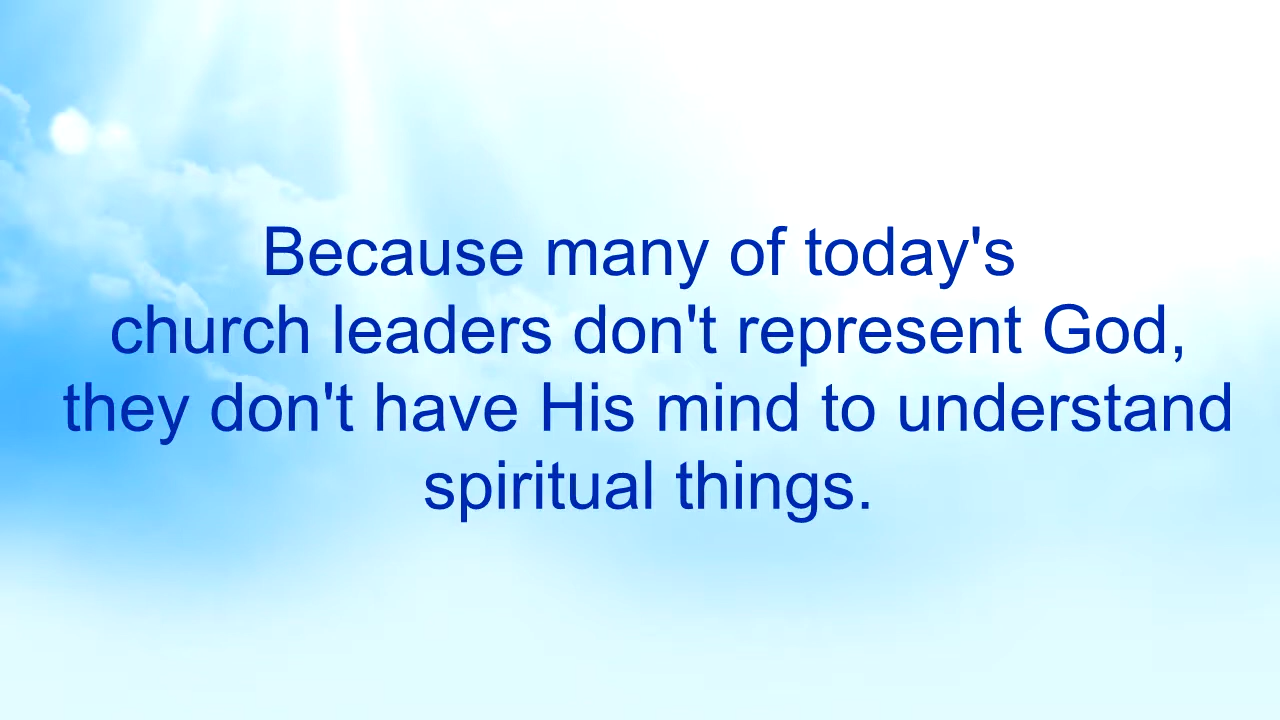 Because many of today's
church leaders don't represent God,
they don't have His mind to understand
spiritual things.